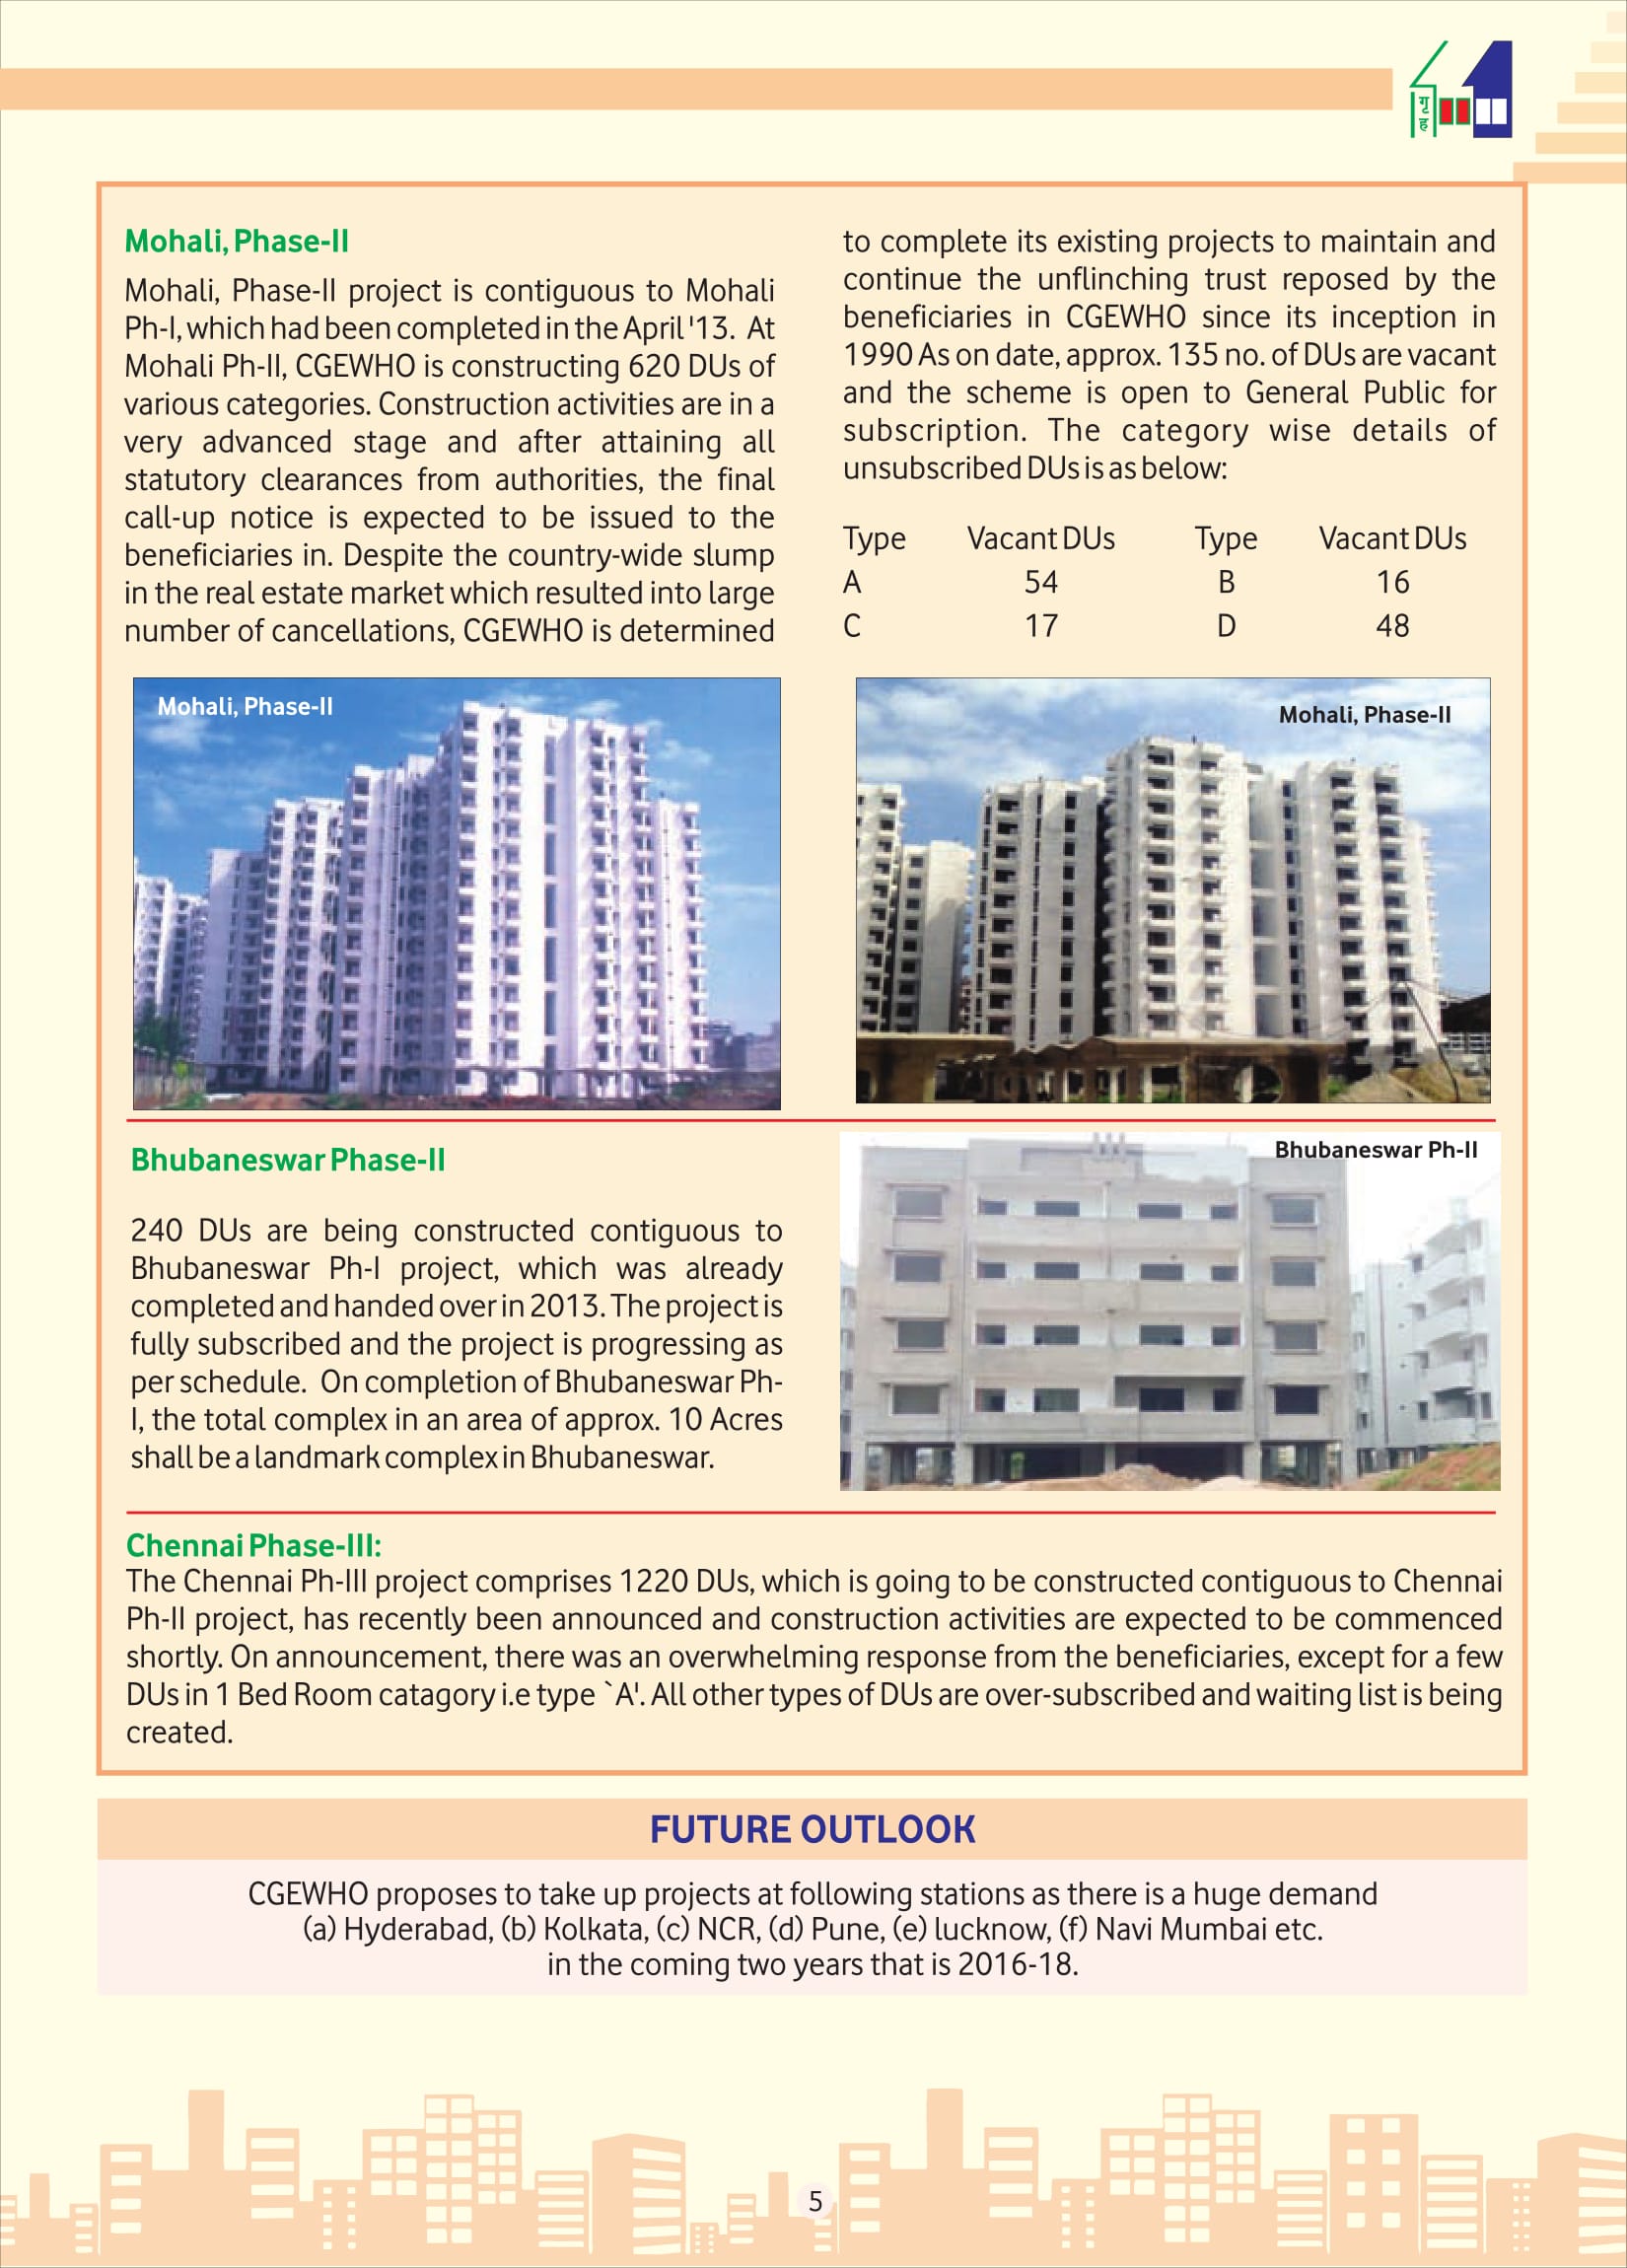 गृह
Mohali, Phase-II
Mohali, Phase-II project is contiguous to Mohali
Ph-I, which had been completed in the April '13. At
Mohali Ph-II, CGEWHO is constructing 620 DUs of
various categories. Construction activities are in a
very advanced stage and after attaining all
statutory clearances from authorities, the final
call-up notice is expected to be issued to the
beneficiaries in. Despite the country-wide slump
in the real estate market which resulted into large
number of cancellations, CGEWHO is determined
to complete its existing projects to maintain and
continue the unflinching trust reposed by the
beneficiaries in CGEWHO since its inception in
1990 As on date, approx. 135 no. of DUs are vacant
and the scheme is open to General Public for
subscription. The category wise details of
unsubscribed DUs is as below:
Type Vacant DUs Type Vacant DUs
A 54 B 16
C 17 D 48
Mohali, Phase-II
Mohali, Phase-II
Bhubaneswar Phase-II
240 DUs are being constructed contiguous to
Bhubaneswar Ph-I project, which was already
completed and handed over in 2013. The project is
fully subscribed and the project is progressing as
per schedule. On completion of Bhubaneswar Ph-
I, the total complex in an area of approx. 10 Acres
shall be a landmark complex in Bhubaneswar.
Bhubaneswar Ph-II
Chennai Phase-III:
The Chennai Ph-III project comprises 1220 DUs, which is going to be constructed contiguous to Chennai
Ph-II project, has recently been announced and construction activities are expected to be commenced
shortly. On announcement, there was an overwhelming response from the beneficiaries, except for a few
DUs in 1 Bed Room catagory i.e type `A'. All other types of DUs are over-subscribed and waiting list is being
created.
FUTURE OUTLOOK
CGEWHO proposes to take up projects at following stations as there is a huge demand
(a) Hyderabad, (b) Kolkata, (c) NCR, (d) Pune, (e) lucknow, (f) Navi Mumbai etc.
in the coming two years that is 2016-18.
5